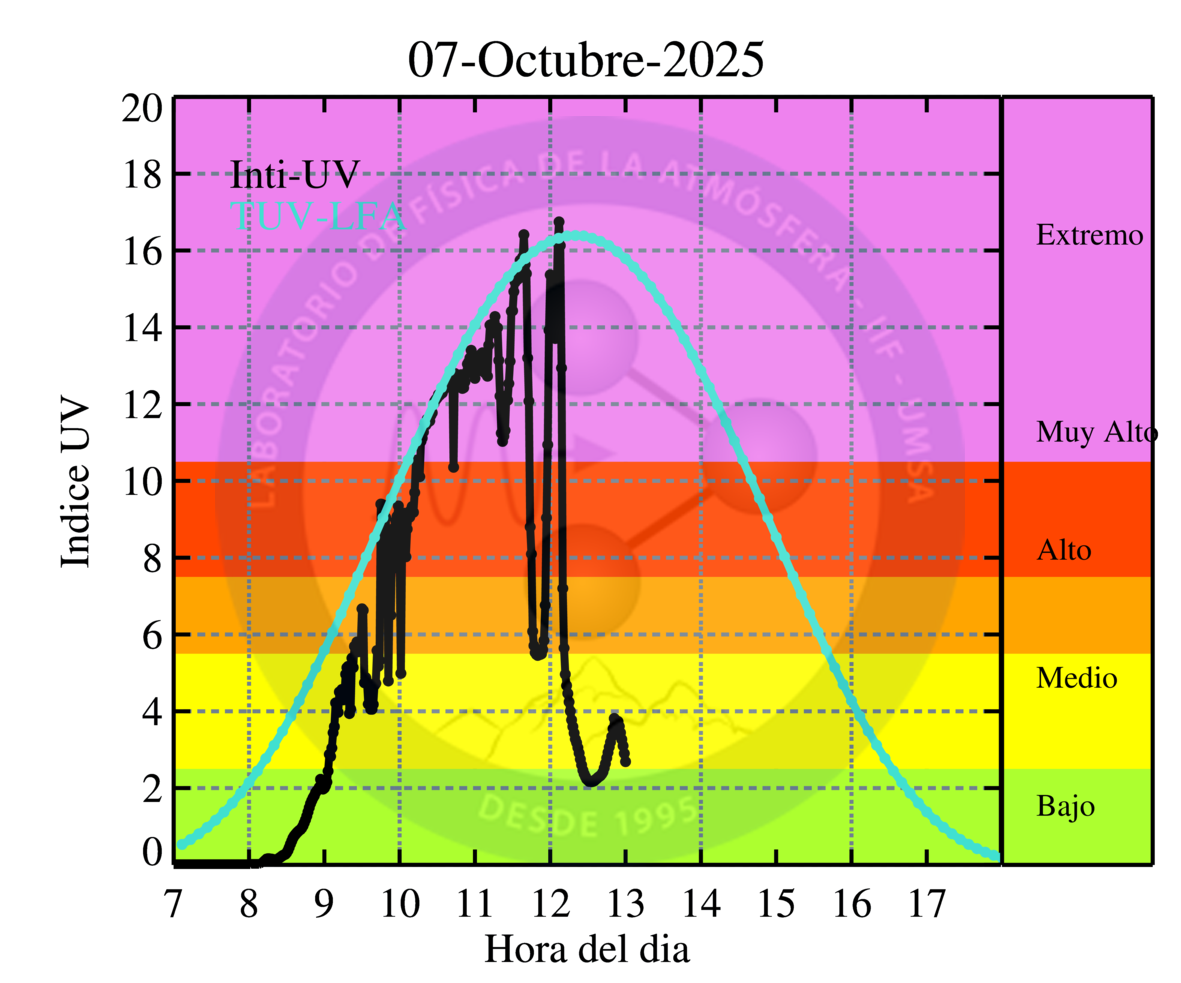 07-Octubre-2025
20
18
16
14
12
10
8
6
4
2
0
Indice UV
Inti-UV
TUV-LFA
LABORATORIO DE FÍSICA DE LA ATMÓSFERA - IIF - UMSA
DESDE 1995
Extremo
Muy Alto
Alto
Medio
Bajo
7 8 9 10 11 12 13 14 15 16 17
Hora del dia